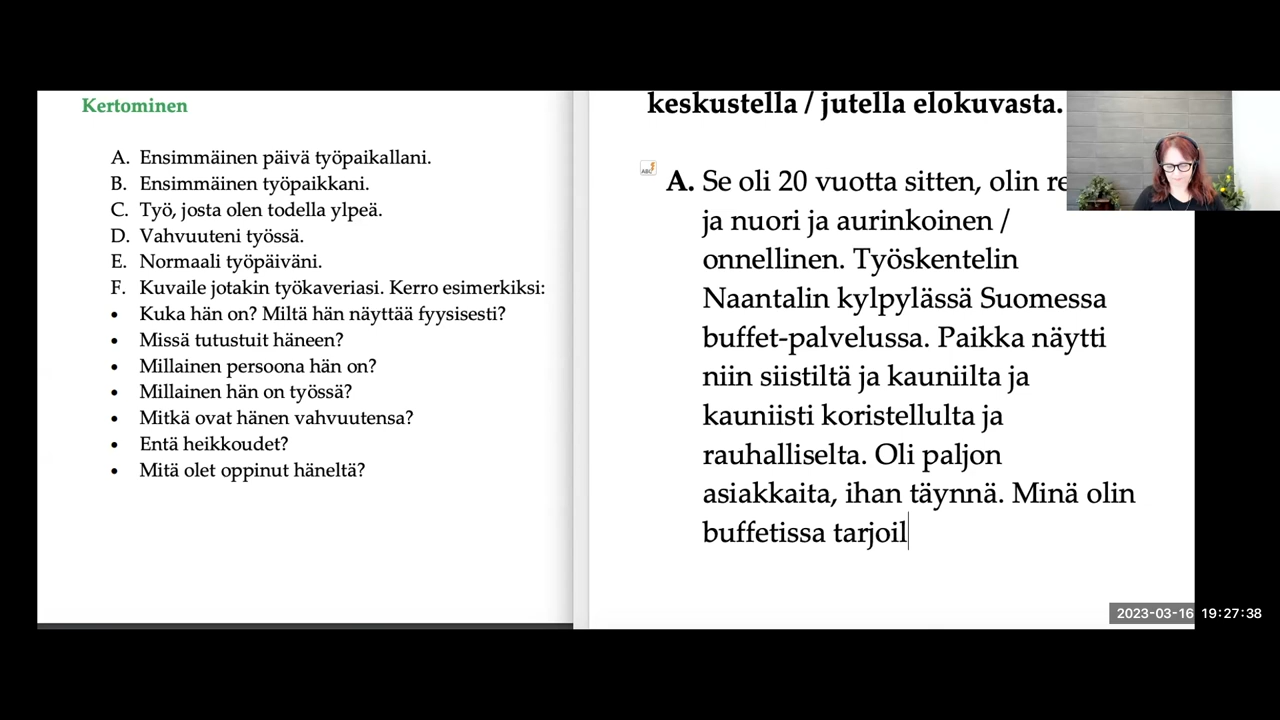 Kertominen
A. Ensimmäinen päivä työpaikallani.
B. Ensimmäinen työpaikkani.
C. Työ, josta olen todella ylpeä.
D. Vahvuuteni työssä.
E. Normaali työpäiväni.
F. Kuvaile jotakin työkaveriasi. Kerro esimerkiksi:
• Kuka hän on? Miltä hän näyttää fyysisesti?
• Missä tutustuit häneen?
• Millainen persoona hän on?
• Millainen hän on työssä?
• Mitkä ovat hänen vahvuutensa?
• Entä heikkoudet?
• Mitä olet oppinut häneltä?
keskustella / jutella elokuvasta.
A. Se oli 20 vuotta sitten, olin
ja nuori ja aurinkoinen /
onnellinen. Työskentelin
Naantalin kylpylässä Suomessa
buffet-palvelussa. Paikka näytti
niin siistiltä ja kauniilta ja
kauniisti koristellulta ja
rauhalliselta. Oli paljon
asiakkaita, ihan täynnä. Minä olin
buffetissa tarjoil
2023-03-16 19:27:38